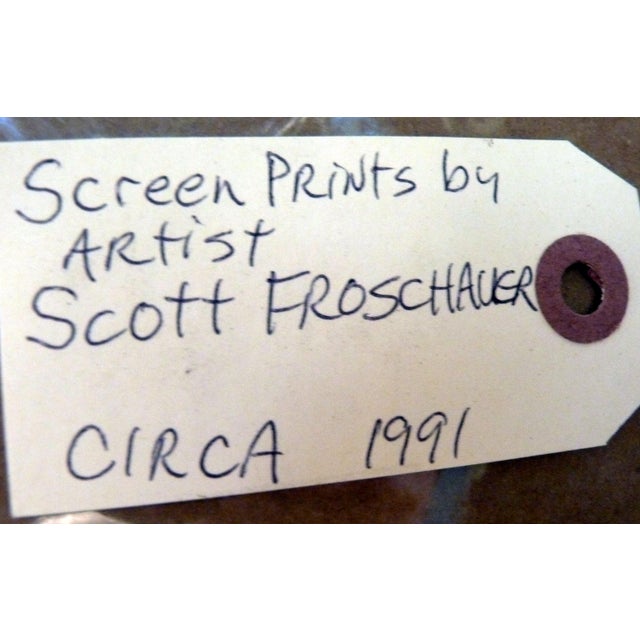 Screen PRiNts by
ARtist
Scott FROSCHAUER
CIRCA 1991